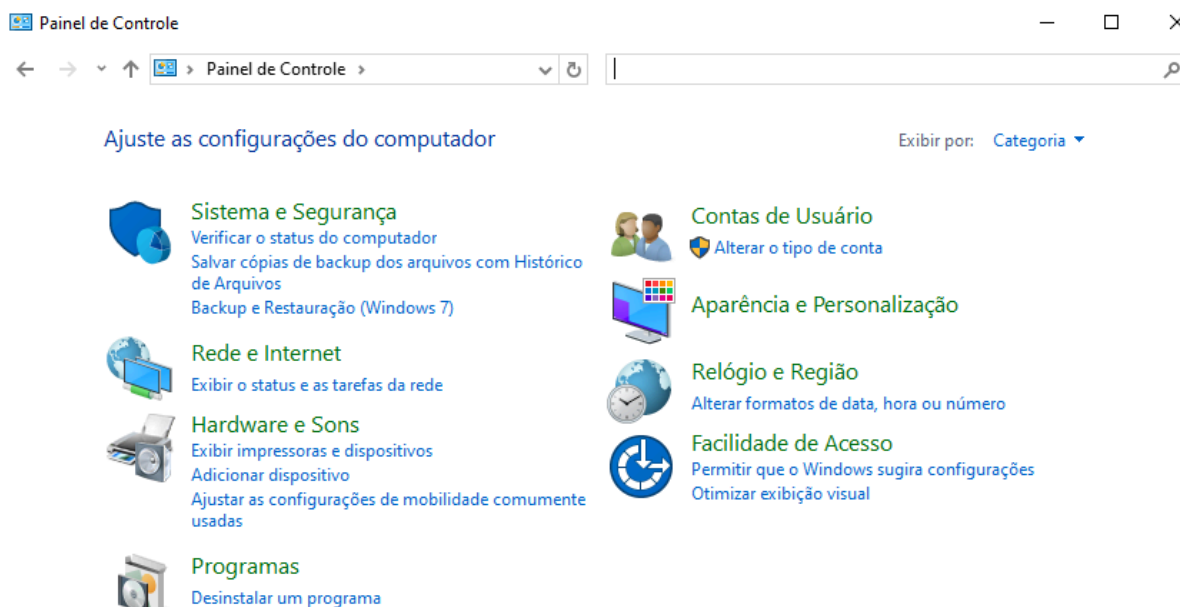 Painel de Controle
Painel de Controle
Ajuste as configurações do computador
Exibir por: Categoria
Sistema e Segurança
Verificar o status do computador
Salvar cópias de backup dos arquivos com Histórico
de Arquivos
Backup e Restauração (Windows 7)
Rede e Internet
Exibir o status e as tarefas da rede
Hardware e Sons
Exibir impressoras e dispositivos
Adicionar dispositivo
Ajustar as configurações de mobilidade comumente
usadas
Programas
Desinstalar um programa
Contas de Usuário
Alterar o tipo de conta
Aparência e Personalização
Relógio e Região
Alterar formatos de data, hora ou número
Facilidade de Acesso
Permitir que o Windows sugira configurações
Otimizar exibição visual